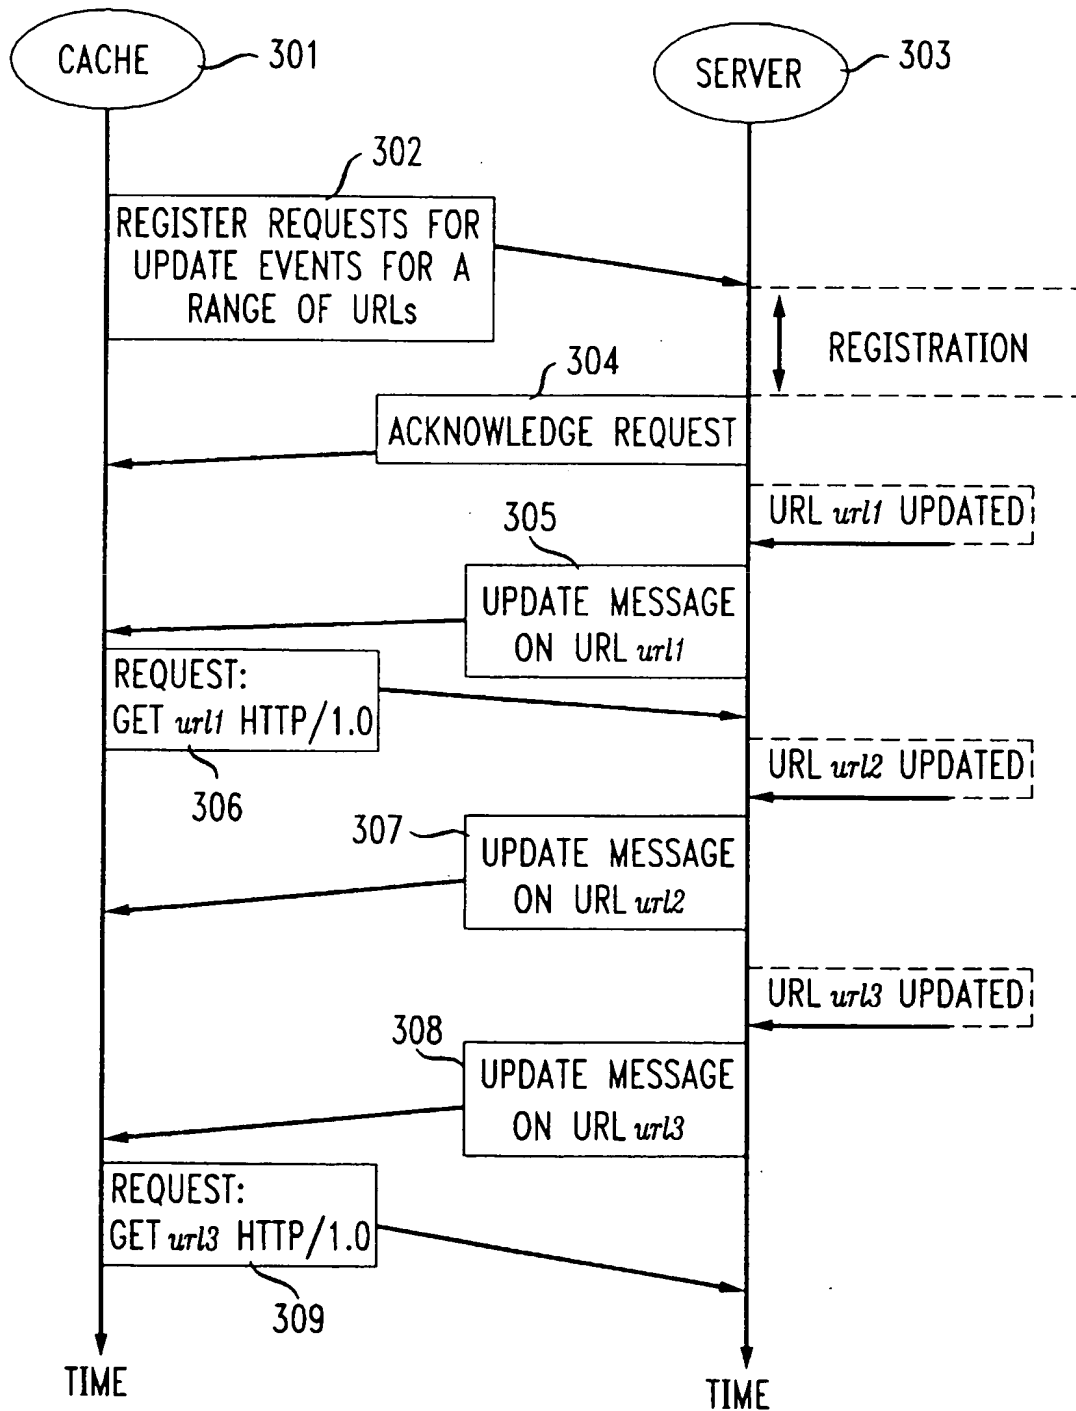 CACHE
301
SERVER
303
302
REGISTER REQUESTS FOR
UPDATE EVENTS FOR A
RANGE OF URLs
REGISTRATION
304
ACKNOWLEDGE REQUEST
URL url1 UPDATED
305
UPDATE MESSAGE
ON URL url1
REQUEST:
GET url1 HTTP/1.0
306
URL url2 UPDATED
307
UPDATE MESSAGE
ON URL url2
URL url3 UPDATED
308
UPDATE MESSAGE
ON URL url3
REQUEST:
GET url3 HTTP/1.0
309
TIME
TIME